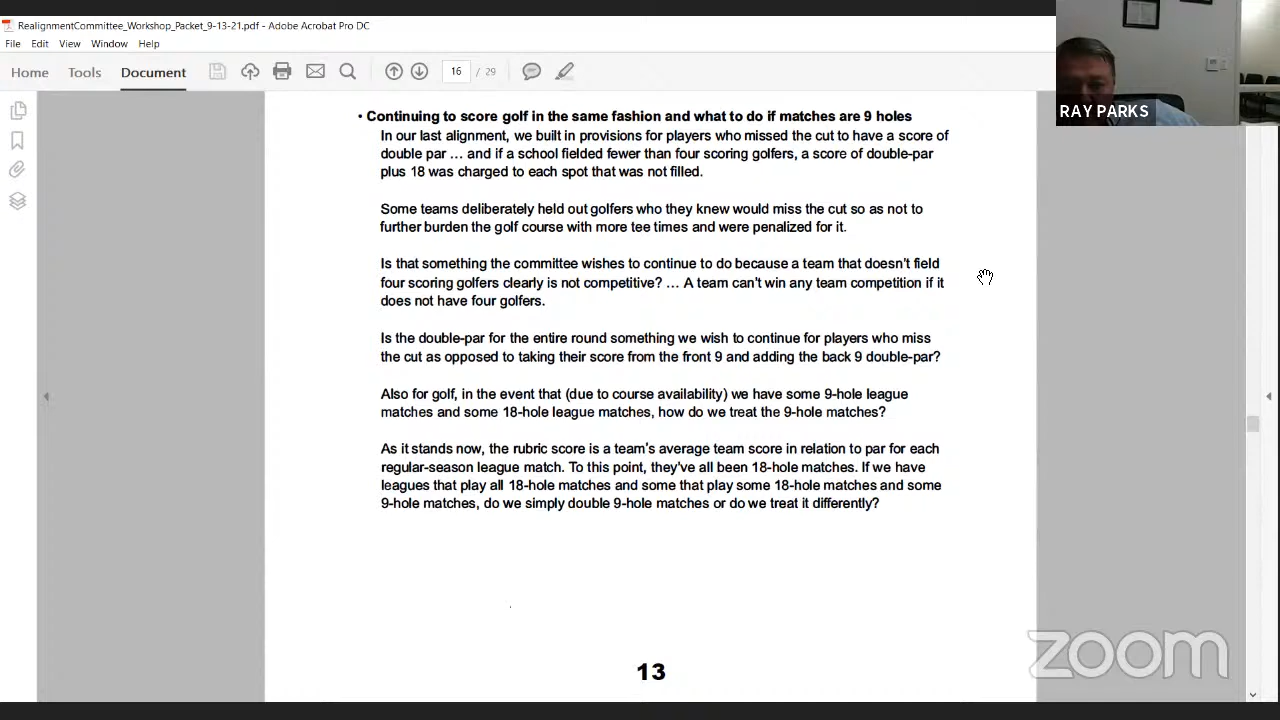 RealignmentCommittee_Workshop_Packet_9-13-21.pdf - Adobe Acrobat Pro DC
File Edit View Window Help
Home Tools Document 16 / 29
RAY PARKS
• Continuing to score golf in the same fashion and what to do if matches are 9 holes
In our last alignment, we built in provisions for players who missed the cut to have a score of
double par … and if a school fielded fewer than four scoring golfers, a score of double-par
plus 18 was charged to each spot that was not filled.
Some teams deliberately held out golfers who they knew would miss the cut so as not to
further burden the golf course with more tee times and were penalized for it.
Is that something the committee wishes to continue to do because a team that doesn't field
four scoring golfers clearly is not competitive? … A team can't win any team competition if it
does not have four golfers.
Is the double-par for the entire round something we wish to continue for players who miss
the cut as opposed to taking their score from the front 9 and adding the back 9 double-par?
Also for golf, in the event that (due to course availability) we have some 9-hole league
matches and some 18-hole league matches, how do we treat the 9-hole matches?
As it stands now, the rubric score is a team's average team score in relation to par for each
regular-season league match. To this point, they've all been 18-hole matches. If we have
leagues that play all 18-hole matches and some that play some 18-hole matches and some
9-hole matches, do we simply double 9-hole matches or do we treat it differently?
13
zoom